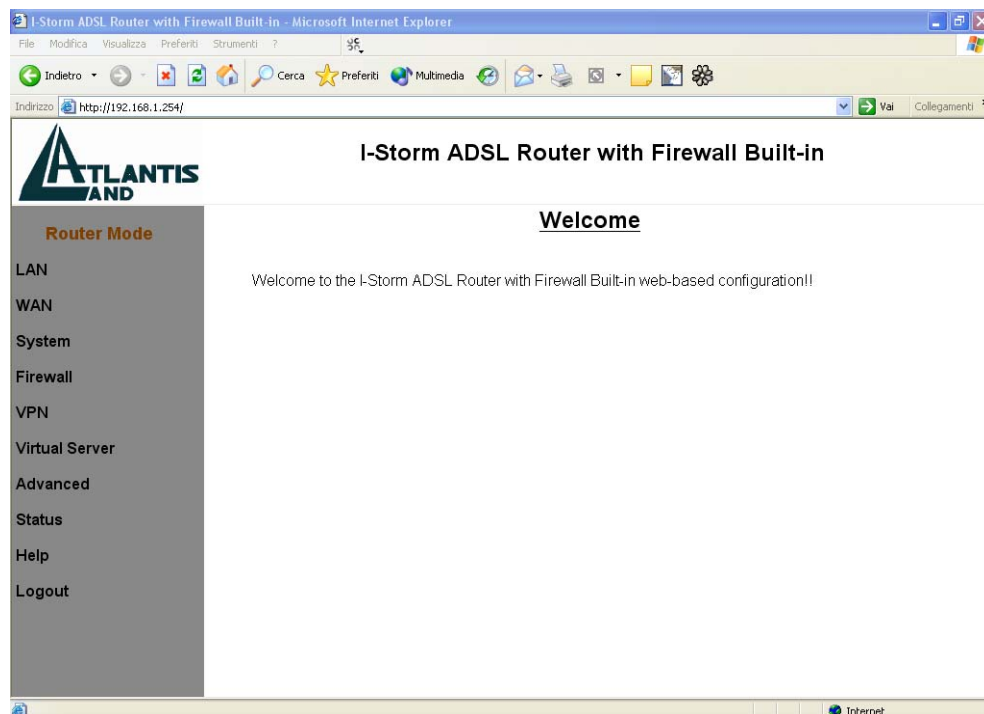 I-Storm ADSL Router with Firewall Built-in - Microsoft Internet Explorer
File Modifica Visualizza Preferiti Strumenti ?
Indietro Cerca Preferiti Multimedia
Indirizzo http://192.168.1.254/ Vai Collegamenti
ATLANTIS
LAND
I-Storm ADSL Router with Firewall Built-in
Router Mode
LAN
WAN
System
Firewall
VPN
Virtual Server
Advanced
Status
Help
Logout
Welcome
Welcome to the I-Storm ADSL Router with Firewall Built-in web-based configuration!!
Internet